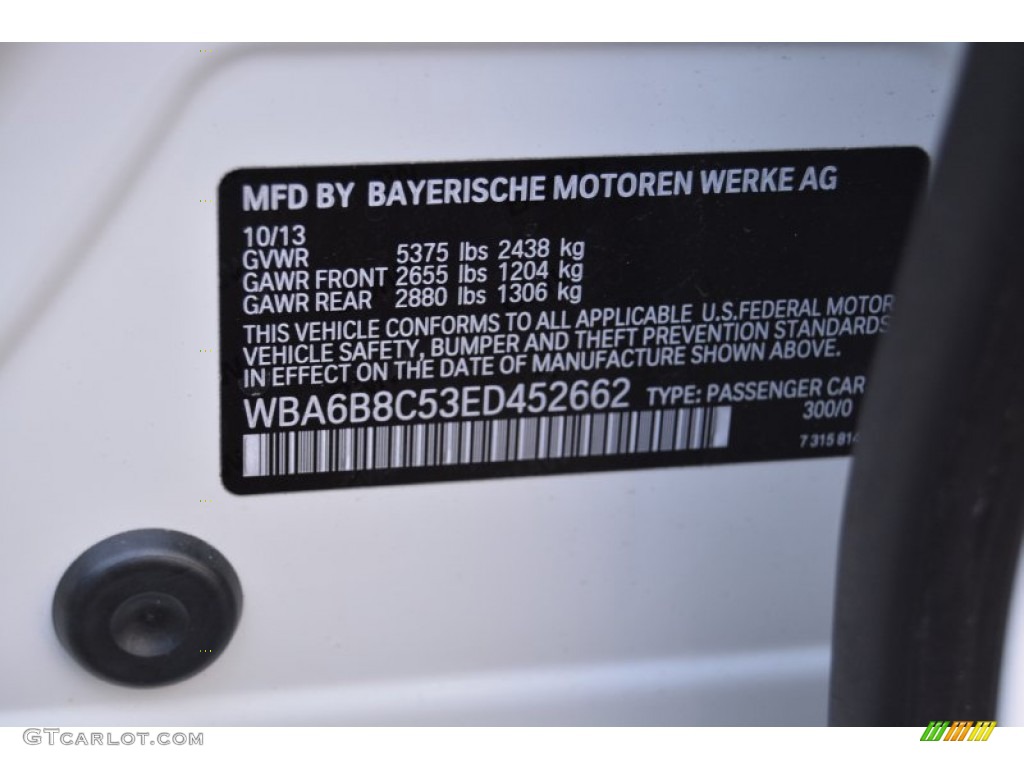 MFD BY BAYERISCHE MOTOREN WERKE AG
10/13
GVWR 5375 lbs 2438 kg
GAWR FRONT 2655 lbs 1204 kg
GAWR REAR 2880 lbs 1306 kg
THIS VEHICLE CONFORMS TO ALL APPLICABLE U.S.FEDERAL MOTOR
VEHICLE SAFETY, BUMPER AND THEFT PREVENTION STANDARDS
IN EFFECT ON THE DATE OF MANUFACTURE SHOWN ABOVE.
WBA6B8C53ED452662 TYPE: PASSENGER CAR
300/0
7 315 814
GTCarLot.com